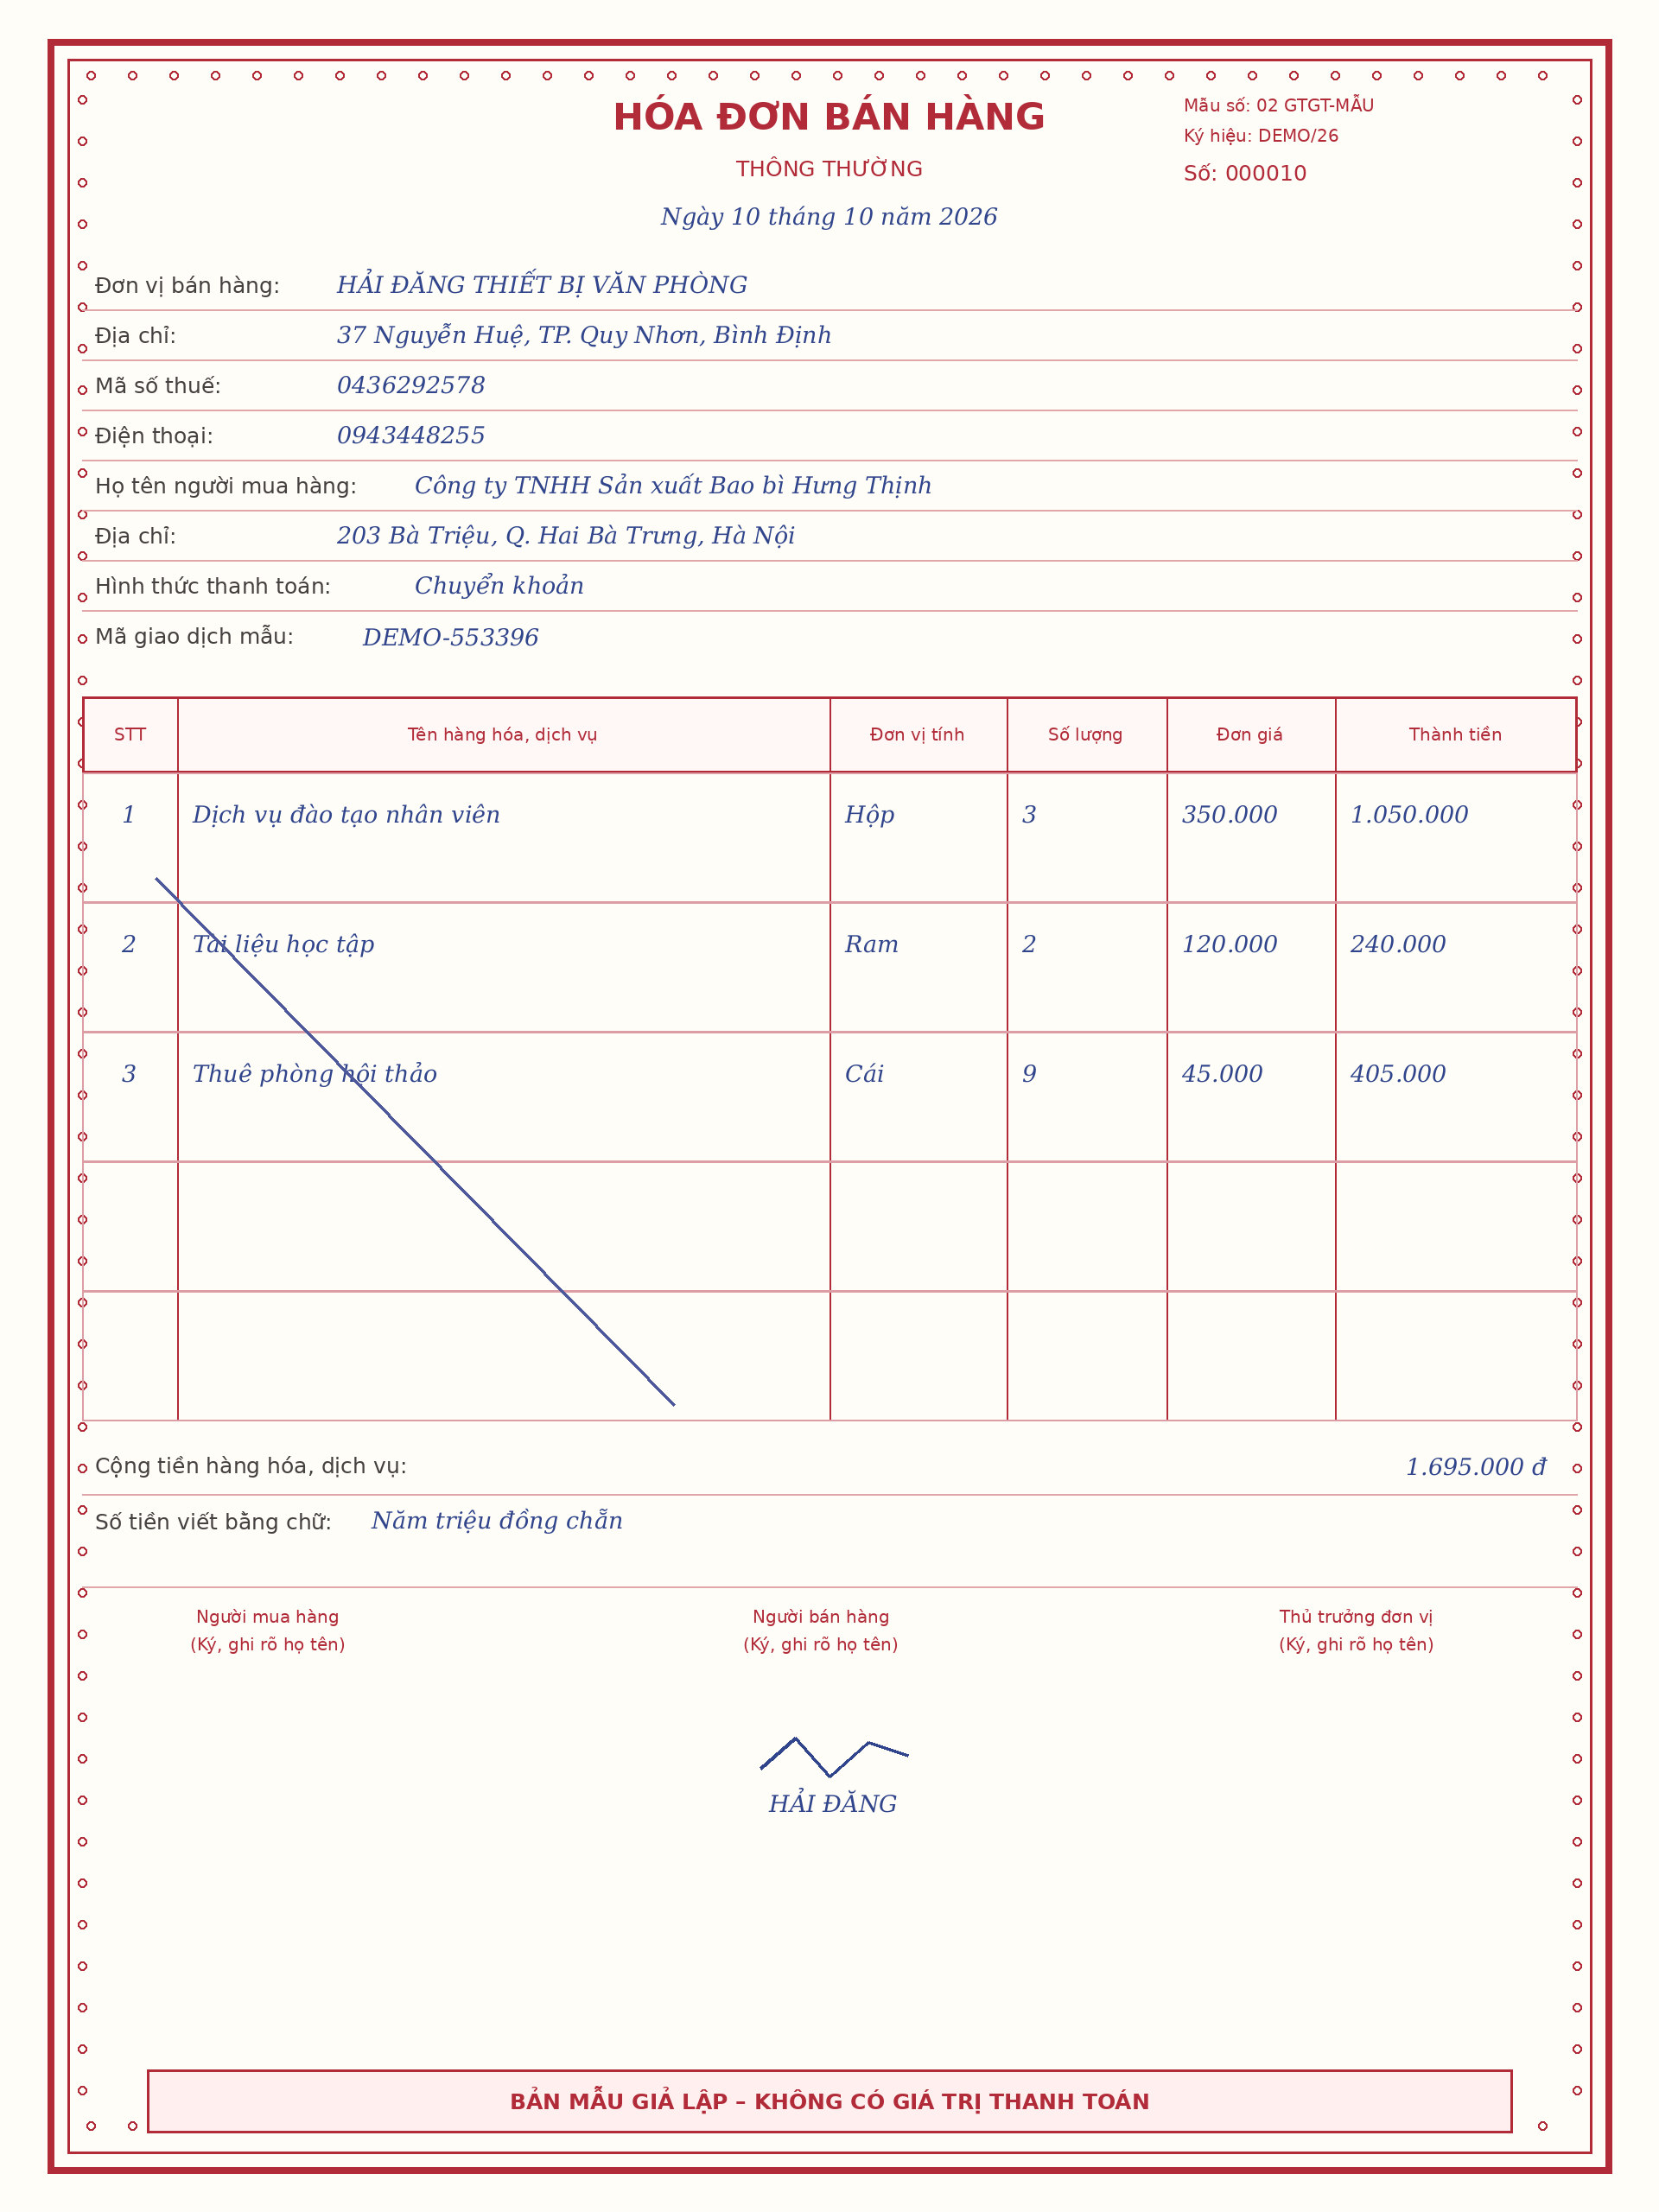 HÓA ĐƠN BÁN HÀNG
THÔNG THƯỜNG
Ngày 10 tháng 10 năm 2026
Mẫu số: 02 GTGT-MẪU
Ký hiệu: DEMO/26
Số: 000010
Đơn vị bán hàng: HẢI ĐĂNG THIẾT BỊ VĂN PHÒNG
Địa chỉ: 37 Nguyễn Huệ, TP. Quy Nhơn, Bình Định
Mã số thuế: 0436292578
Điện thoại: 0943448255
Họ tên người mua hàng: Công ty TNHH Sản xuất Bao bì Hưng Thịnh
Địa chỉ: 203 Bà Triệu, Q. Hai Bà Trưng, Hà Nội
Hình thức thanh toán: Chuyển khoản
Mã giao dịch mẫu: DEMO-553396
STT Tên hàng hóa, dịch vụ Đơn vị tính Số lượng Đơn giá Thành tiền
1 Dịch vụ đào tạo nhân viên Hộp 3 350.000 1.050.000
2 Tài liệu học tập Ram 2 120.000 240.000
3 Thuê phòng hội thảo Cái 9 45.000 405.000
Cộng tiền hàng hóa, dịch vụ: 1.695.000 đ
Số tiền viết bằng chữ: Năm triệu đồng chẵn
Người mua hàng Người bán hàng Thủ trưởng đơn vị
(Ký, ghi rõ họ tên) (Ký, ghi rõ họ tên) (Ký, ghi rõ họ tên)
HẢI ĐĂNG
BẢN MẪU GIẢ LẬP – KHÔNG CÓ GIÁ TRỊ THANH TOÁN